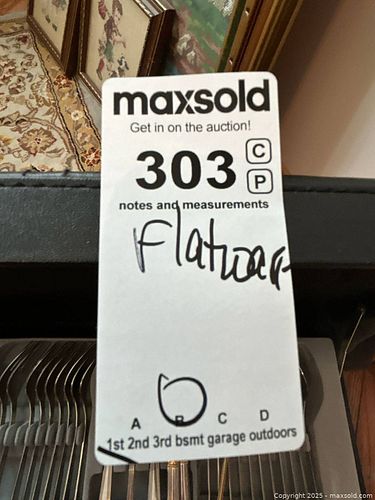 maxsold
Get in on the auction!
303 C
P
notes and measurements
Flatware
A B C D
1st 2nd 3rd bsmt garage outdoors
Copyright 2025 - maxsold.com